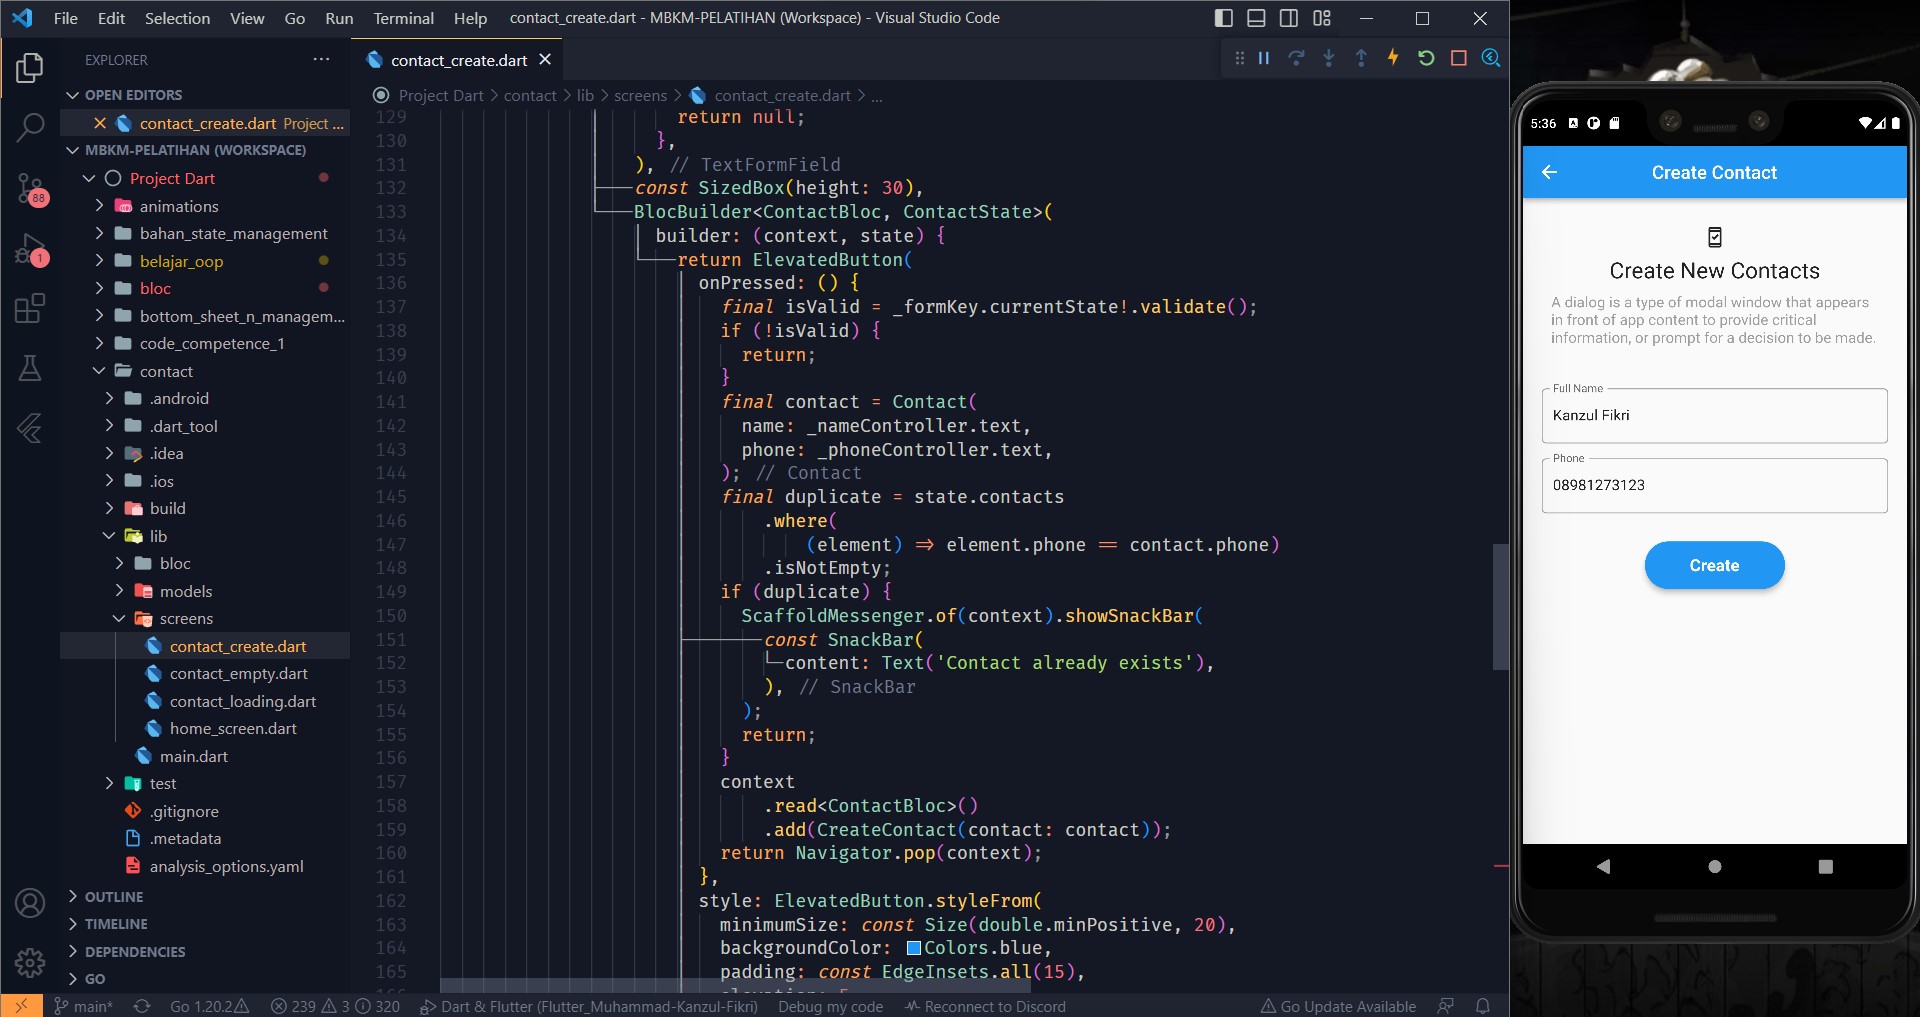 File Edit Selection View Go Run Terminal Help contact_create.dart - MBKM-PELATIHAN (Workspace) - Visual Studio Code
EXPLORER
OPEN EDITORS
contact_create.dart Project ...
MBKM-PELATIHAN (WORKSPACE)
Project Dart
animations
bahan_state_management
belajar_oop
bloc
bottom_sheet_n_managem...
code_competence_1
contact
.android
.dart_tool
.idea
.ios
build
lib
bloc
models
screens
contact_create.dart
contact_empty.dart
contact_loading.dart
home_screen.dart
main.dart
test
.gitignore
.metadata
analysis_options.yaml
OUTLINE
TIMELINE
DEPENDENCIES
GO
88
1
contact_create.dart
Project Dart > contact > lib > screens > contact_create.dart > ...
129 return null;
130 },
131 ), // TextFormField
132 const SizedBox(height: 30),
133 BlocBuilder<ContactBloc, ContactState>(
134 builder: (context, state) {
135 return ElevatedButton(
136 onPressed: () {
137 final isValid = _formKey.currentState!.validate();
138 if (!isValid) {
139 return;
140 }
141 final contact = Contact(
142 name: _nameController.text,
143 phone: _phoneController.text,
144 ); // Contact
145 final duplicate = state.contacts
146 .where(
147 (element) => element.phone == contact.phone)
148 .isNotEmpty;
149 if (duplicate) {
150 ScaffoldMessenger.of(context).showSnackBar(
151 const SnackBar(
152 content: Text('Contact already exists'),
153 ), // SnackBar
154 );
155 return;
156 }
157 context
158 .read<ContactBloc>()
159 .add(CreateContact(contact: contact));
160 return Navigator.pop(context);
161 },
162 style: ElevatedButton.styleFrom(
163 minimumSize: const Size(double.minPositive, 20),
164 backgroundColor: Colors.blue,
165 padding: const EdgeInsets.all(15),
main* Go 1.20.2 239 3 320 Dart & Flutter (Flutter_Muhammad-Kanzul-Fikri) Debug my code Reconnect to Discord Go Update Available
5:36
Create Contact
Create New Contacts
A dialog is a type of modal window that appears
in front of app content to provide critical
information, or prompt for a decision to be made.
Full Name
Kanzul Fikri
Phone
08981273123
Create